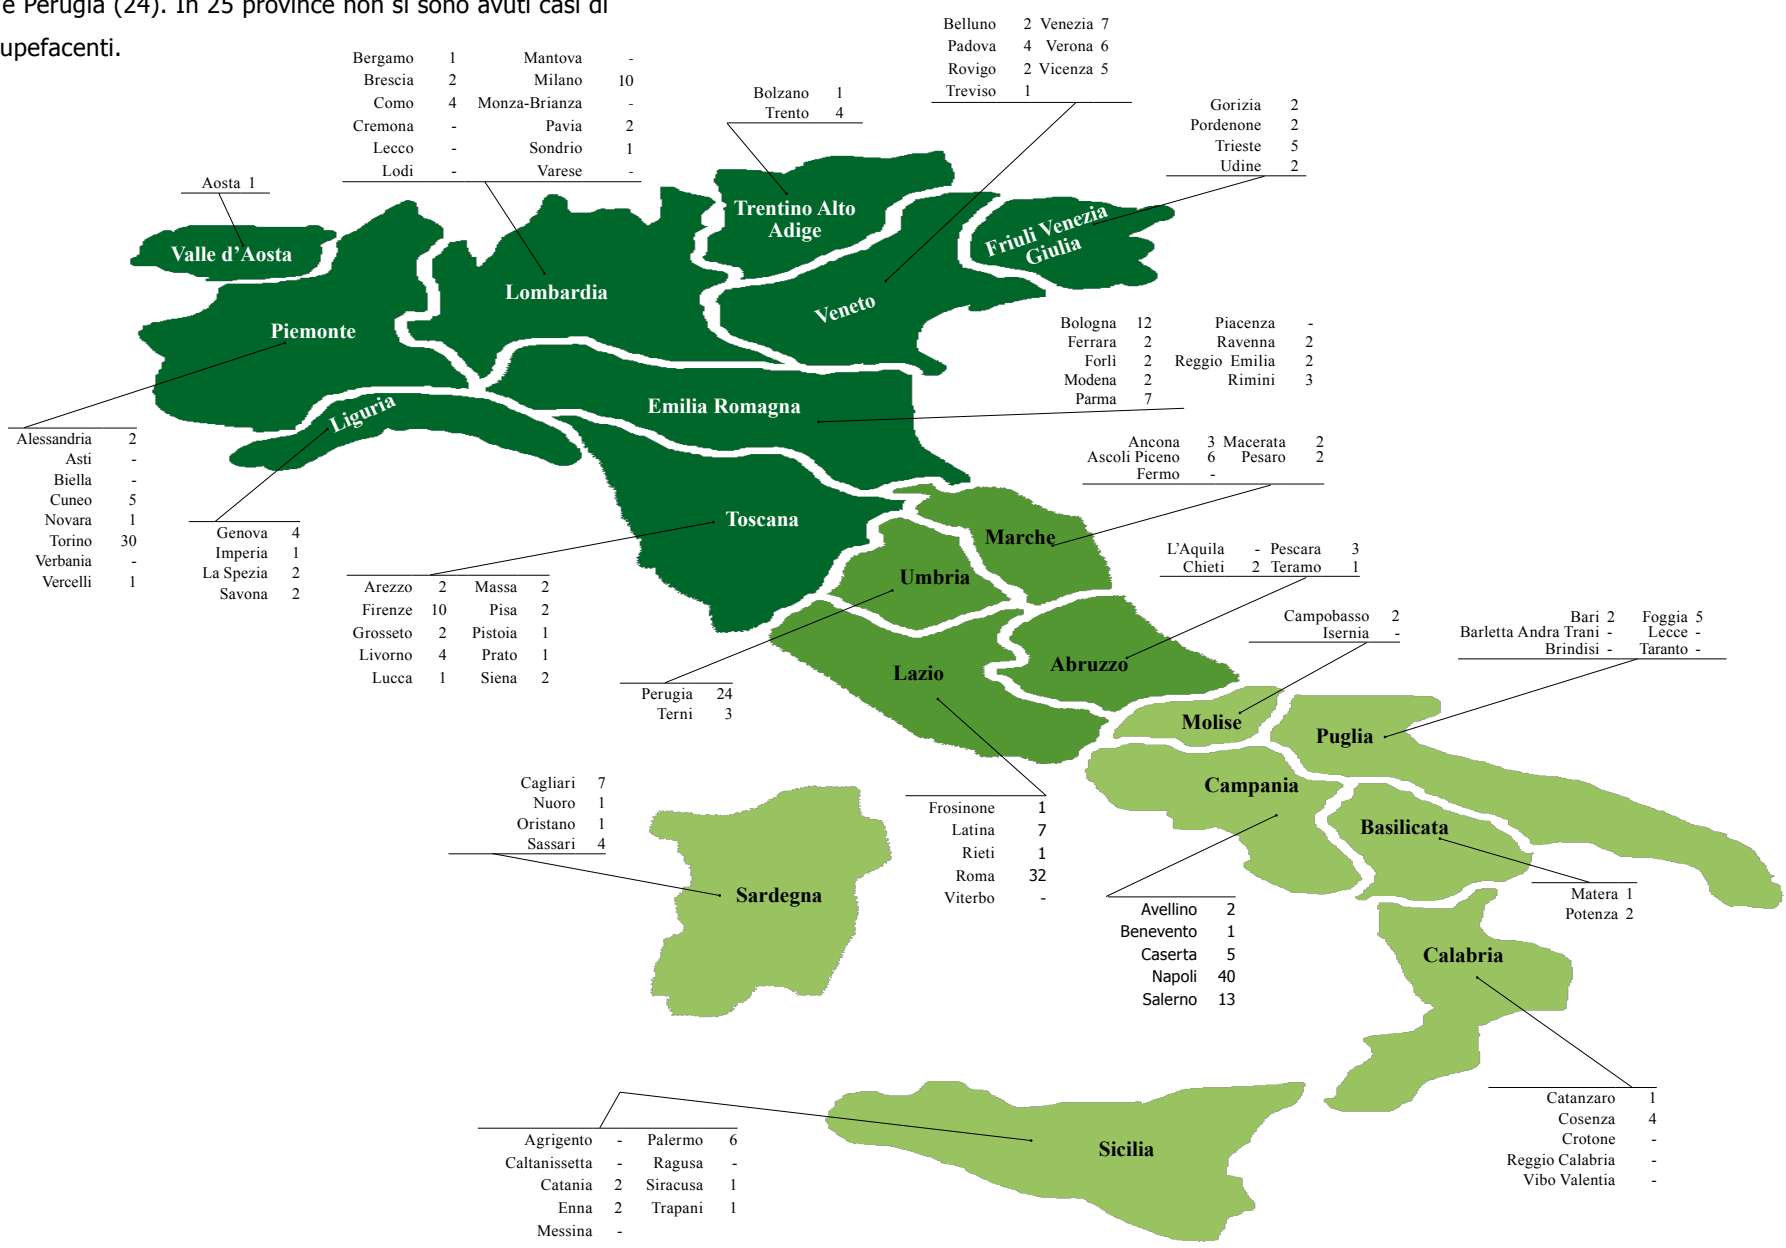 e Perugia (24). In 25 province non si sono avuti casi di
upefacenti.
Belluno 2 Venezia 7
Padova 4 Verona 6
Rovigo 2 Vicenza 5
Treviso 1
Bergamo 1 Mantova -
Brescia 2 Milano 10
Como 4 Monza-Brianza -
Cremona - Pavia 2
Lecco - Sondrio 1
Lodi - Varese -
Bolzano 1
Trento 4
Gorizia 2
Pordenone 2
Trieste 5
Udine 2
Aosta 1
Valle d'Aosta
Trentino Alto
Adige
Friuli Venezia
Giulia
Lombardia
Veneto
Piemonte
Liguria
Emilia Romagna
Bologna 12 Piacenza -
Ferrara 2 Ravenna 2
Forlì 2 Reggio Emilia 2
Modena 2 Rimini 3
Parma 7
Alessandria 2
Asti -
Biella -
Cuneo 5
Novara 1
Torino 30
Verbania -
Vercelli 1
Genova 4
Imperia 1
La Spezia 2
Savona 2
Ancona 3 Macerata 2
Ascoli Piceno 6 Pesaro 2
Fermo -
Toscana
Marche
Umbria
L'Aquila - Pescara 3
Chieti 2 Teramo 1
Arezzo 2 Massa 2
Firenze 10 Pisa 2
Grosseto 2 Pistoia 1
Livorno 4 Prato 1
Lucca 1 Siena 2
Campobasso 2
Isernia -
Bari 2 Foggia 5
Barletta Andra Trani - Lecce -
Brindisi - Taranto -
Lazio
Abruzzo
Perugia 24
Terni 3
Molise
Puglia
Campania
Basilicata
Cagliari 7
Nuoro 1
Oristano 1
Sassari 4
Sardegna
Frosinone 1
Latina 7
Rieti 1
Roma 32
Viterbo -
Matera 1
Potenza 2
Avellino 2
Benevento 1
Caserta 5
Napoli 40
Salerno 13
Calabria
Catanzaro 1
Cosenza 4
Crotone -
Reggio Calabria -
Vibo Valentia -
Agrigento - Palermo 6
Caltanissetta - Ragusa -
Catania 2 Siracusa 1
Enna 2 Trapani 1
Messina -
Sicilia